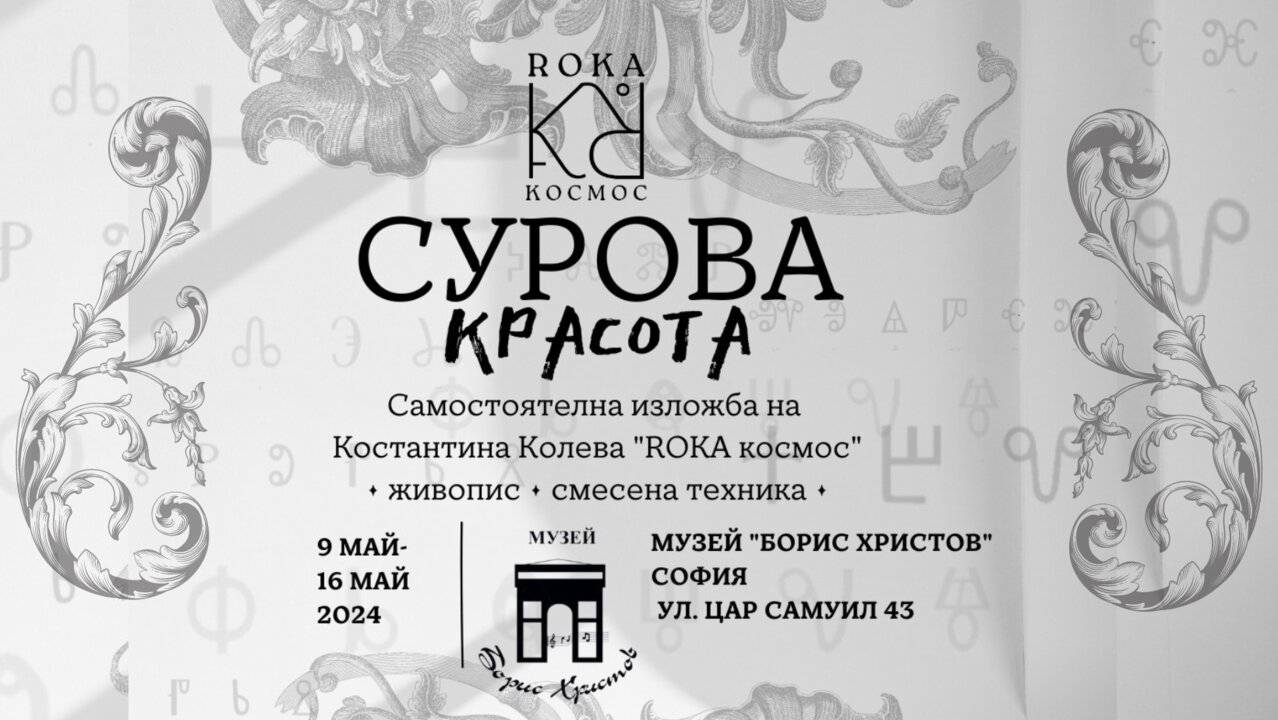 ROKA
КОСМОС
СУРОВА
КРАСОТА
Самостоятелна изложба на
Костантина Колева "ROKA космос"
живопис ♦ смесена техника
9 МАЙ-
16 МАЙ
2024
МУЗЕЙ
Борис Христов
МУЗЕЙ "БОРИС ХРИСТОВ"
СОФИЯ
УЛ. ЦАР САМУИЛ 43